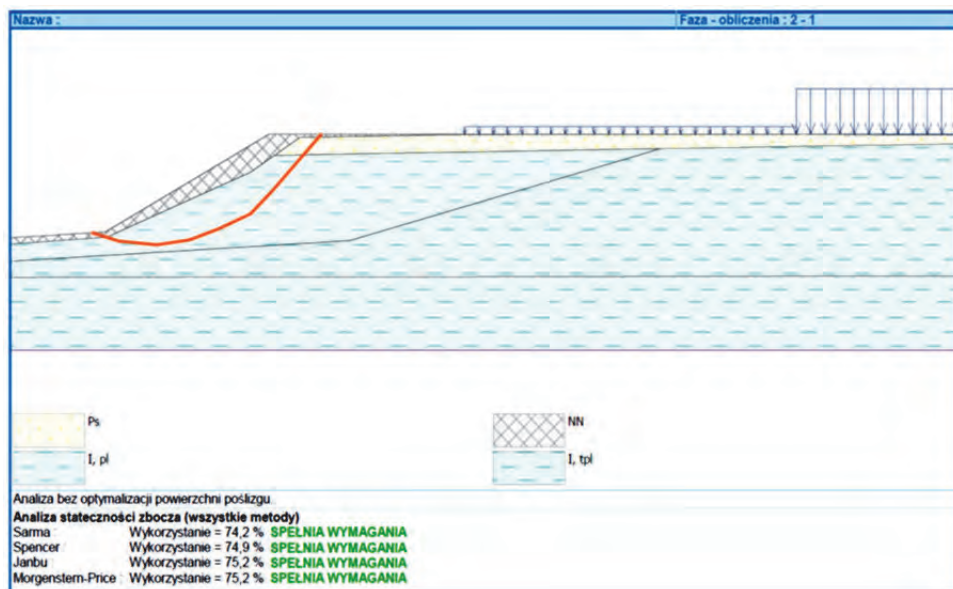 Nazwa : Faza - obliczenia : 2 - 1
Ps NN
I, pl I, tpl
Analiza bez optymalizacji powierzchni poślizgu.
Analiza stateczności zbocza (wszystkie metody)
Sarma : Wykorzystanie = 74,2 % SPEŁNIA WYMAGANIA
Spencer : Wykorzystanie = 74,9 % SPEŁNIA WYMAGANIA
Janbu : Wykorzystanie = 75,2 % SPEŁNIA WYMAGANIA
Morgenstern-Price : Wykorzystanie = 75,2 % SPEŁNIA WYMAGANIA